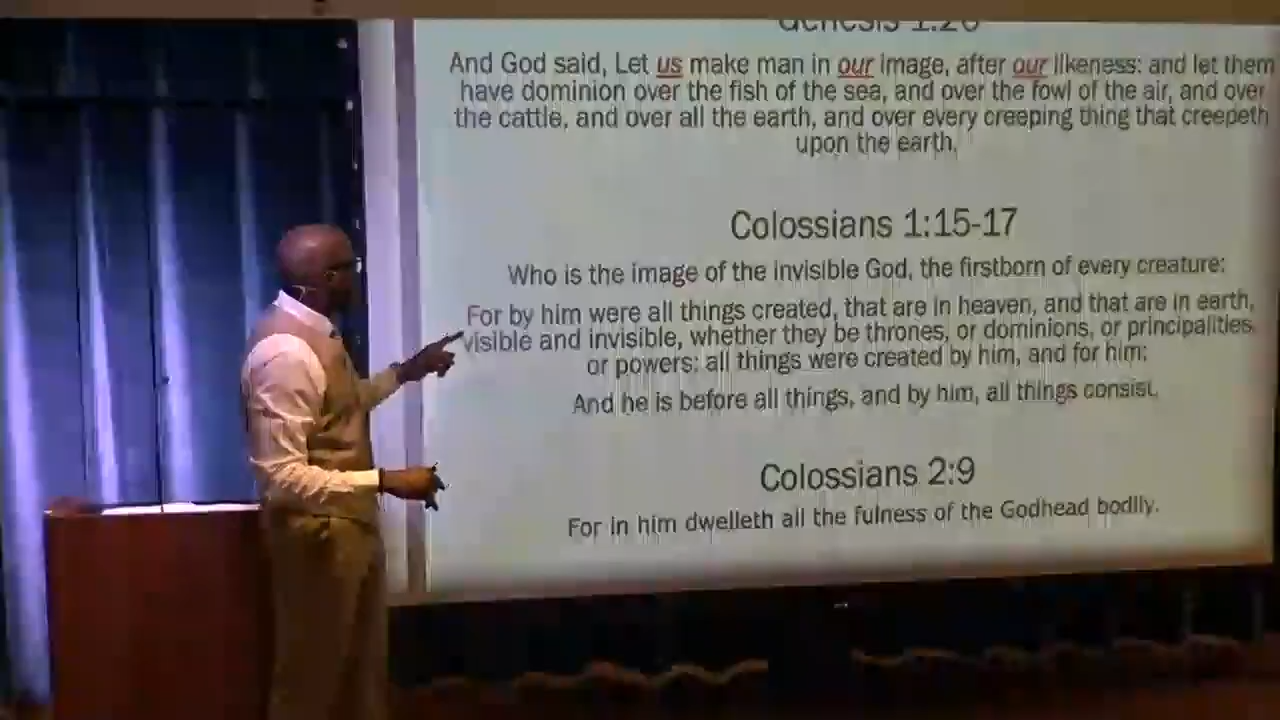 Genesis 1:26
And God said, Let us make man in our image, after our likeness: and let them
have dominion over the fish of the sea, and over the fowl of the air, and over
the cattle, and over all the earth, and over every creeping thing that creepeth
upon the earth.
Colossians 1:15-17
Who is the image of the invisible God, the firstborn of every creature:
For by him were all things created, that are in heaven, and that are in earth,
visible and invisible, whether they be thrones, or dominions, or principalities,
or powers: all things were created by him, and for him:
And he is before all things, and by him, all things consist.
Colossians 2:9
For in him dwelleth all the fulness of the Godhead bodily.